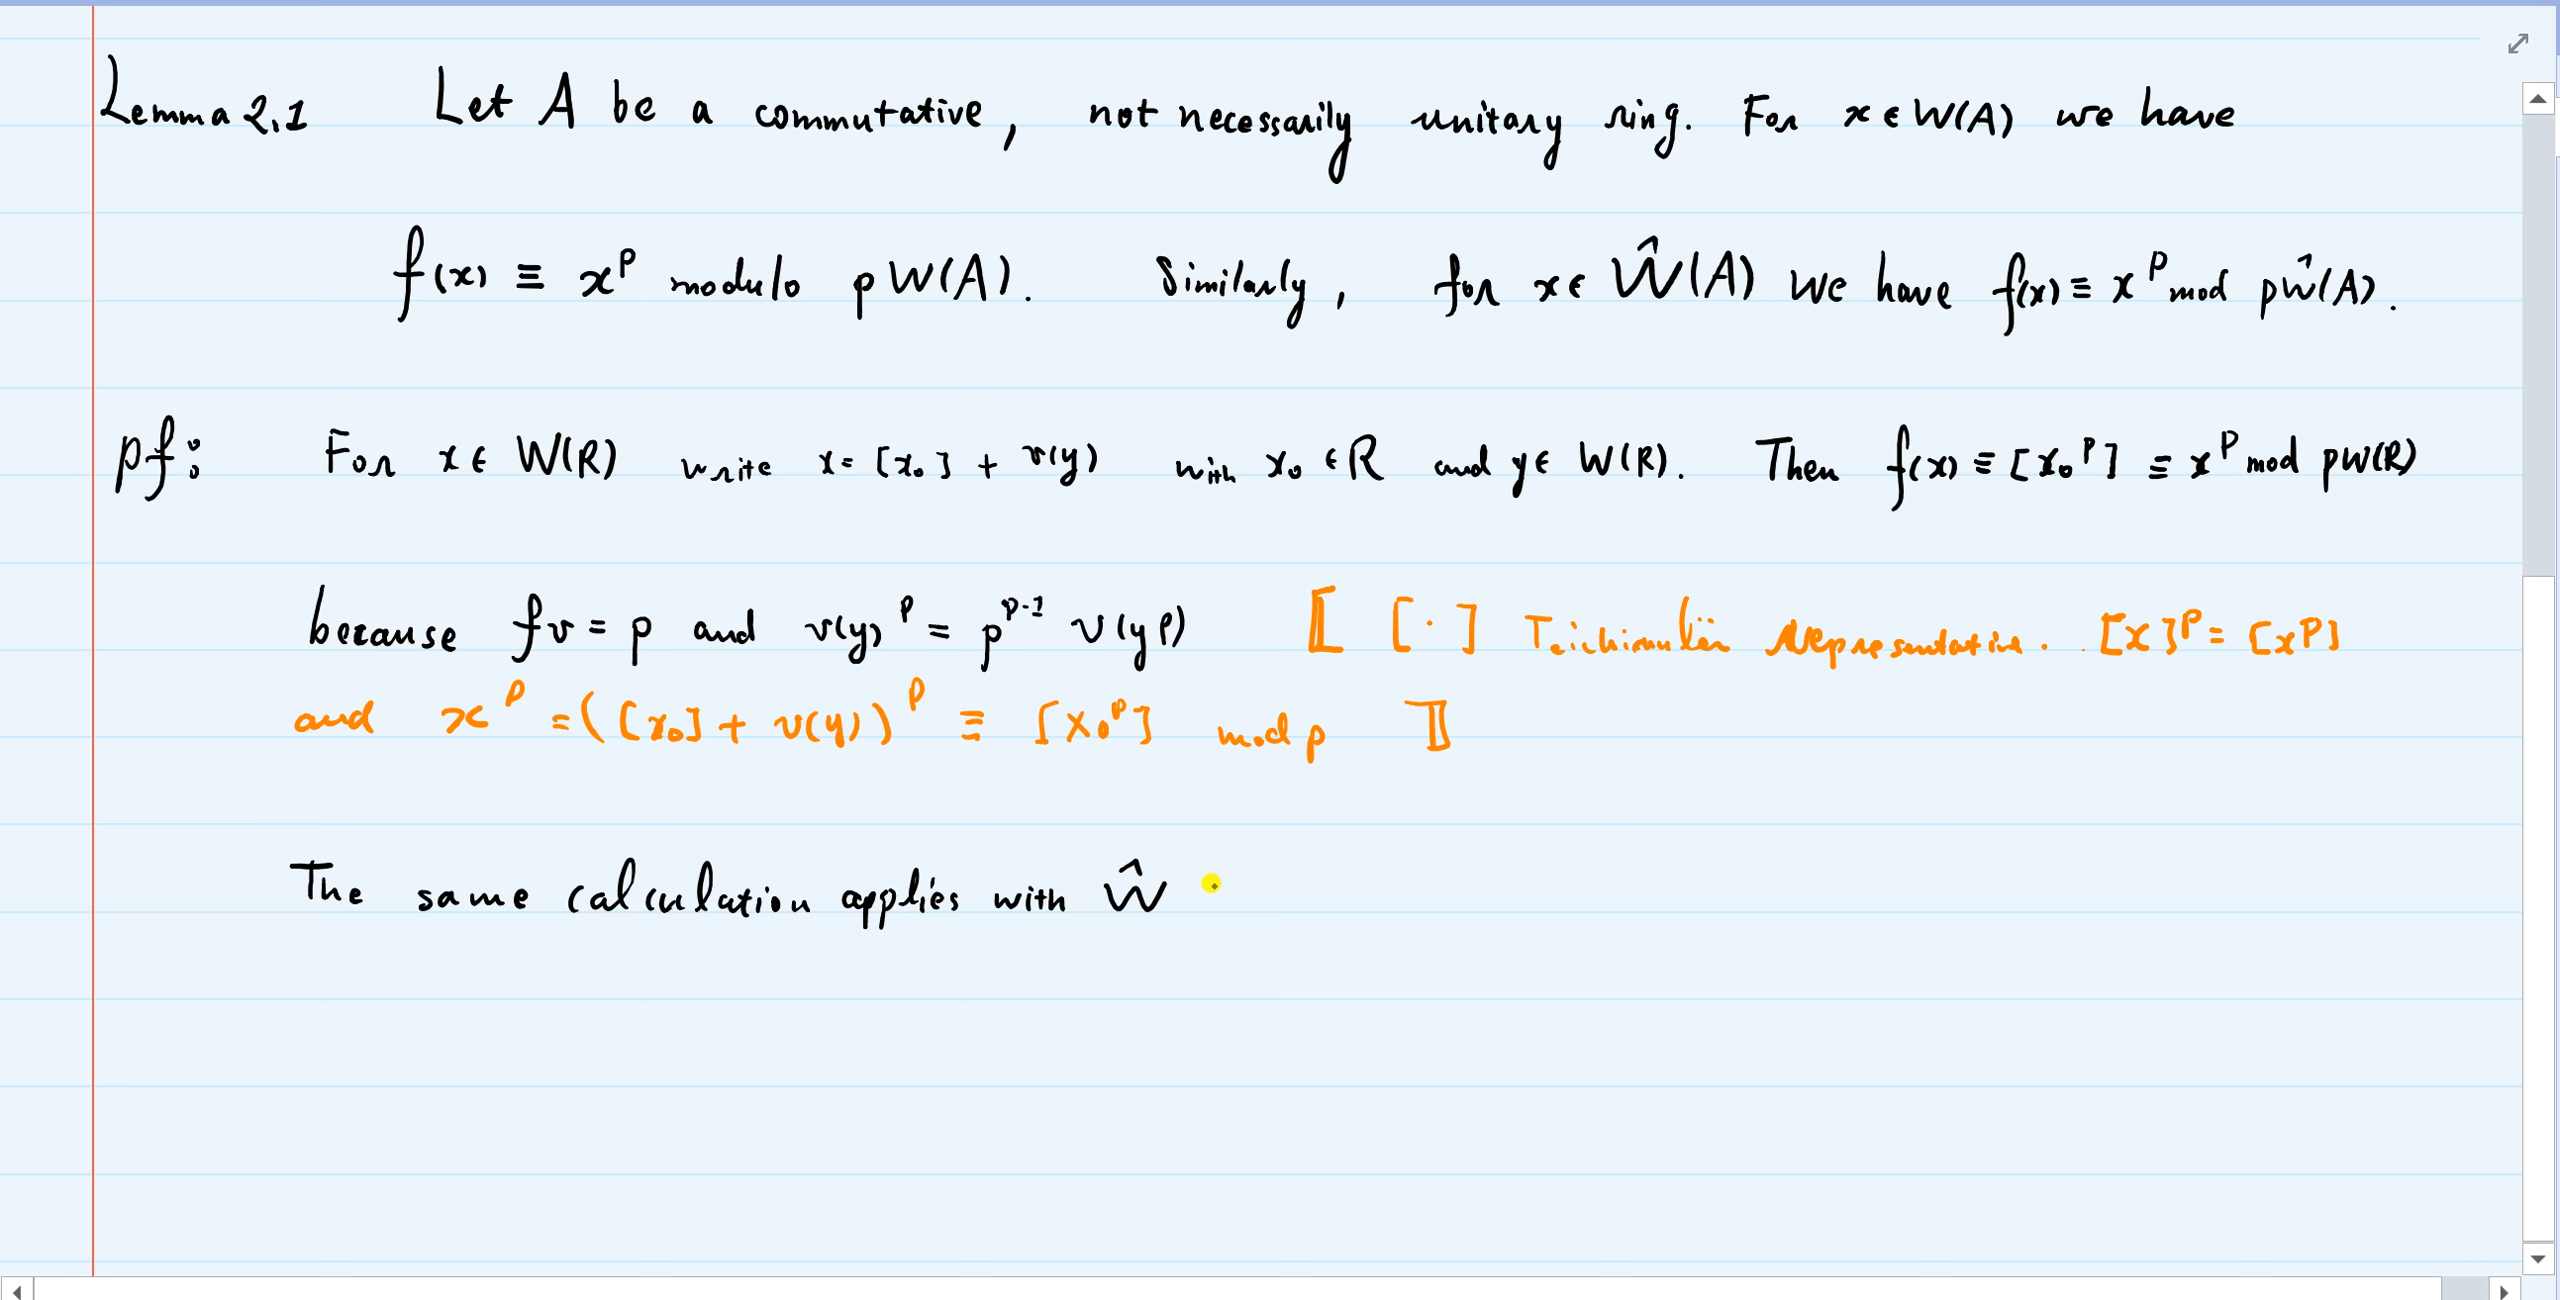 Lemma 2.1 Let A be a commutative, not necessarily unitary ring. For x ∈ W(A) we have
f(x) ≡ x^p modulo pW(A). Similarly, for x ∈ Ŵ(A) we have f(x) ≡ x^p mod pŴ(A).
pf: For x ∈ W(R) write x = [x₀] + v(y) with x₀ ∈ R and y ∈ W(R). Then f(x) ≡ [x₀^p] ≡ x^p mod pW(R)
because fv = p and v(y)^p = p^{p-1} v(y^p) ⟦ [·] Teichimulär Representative. [x]^p = [x^p]
and x^p = ([x₀] + v(y))^p ≡ [x₀^p] mod p ⟧
The same calculation applies with Ŵ